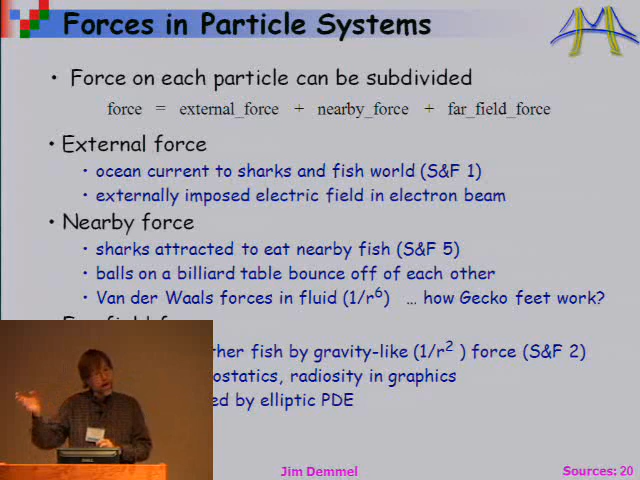 Forces in Particle Systems
• Force on each particle can be subdivided
force = external_force + nearby_force + far_field_force
• External force
• ocean current to sharks and fish world (S&F 1)
• externally imposed electric field in electron beam
• Nearby force
• sharks attracted to eat nearby fish (S&F 5)
• balls on a billiard table bounce off of each other
• Van der Waals forces in fluid (1/r⁶) … how Gecko feet work?
fish by gravity-like (1/r² ) force (S&F 2)
radiosity in graphics
by elliptic PDE
DELL
Jim Demmel
Sources: 20